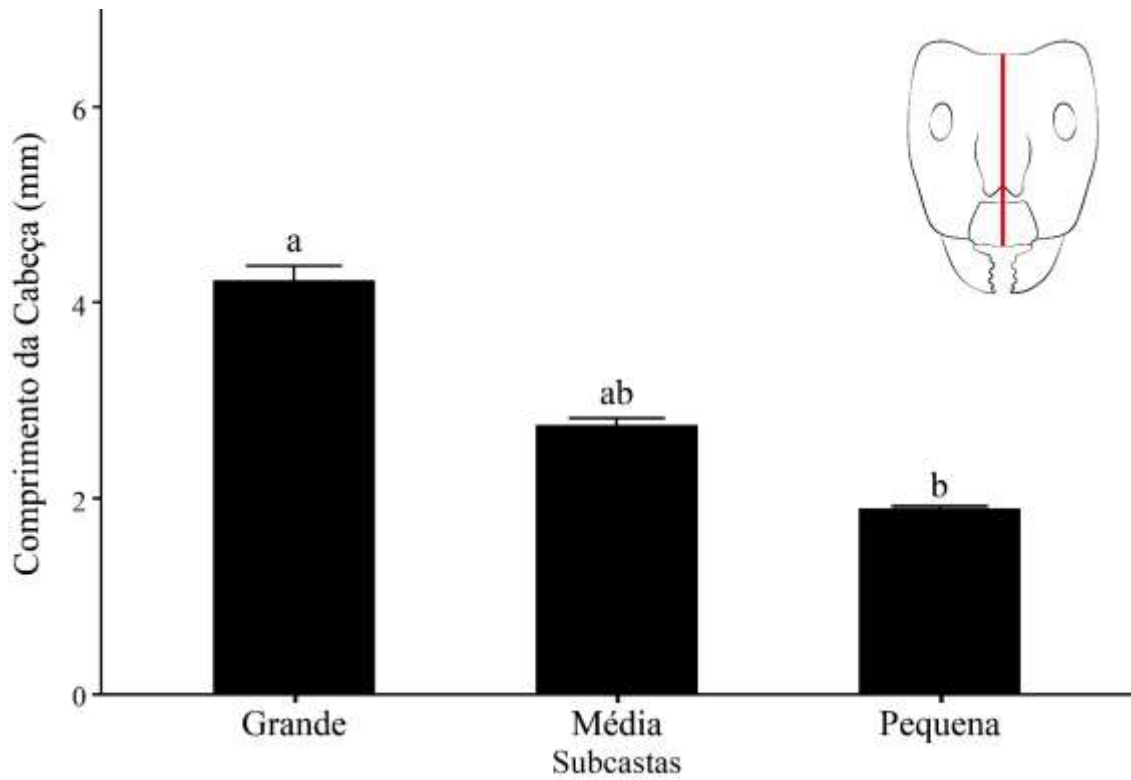 Comprimento da Cabeça (mm)
6
4
2
0
a
ab
b
Grande
Média
Pequena
Subcastas